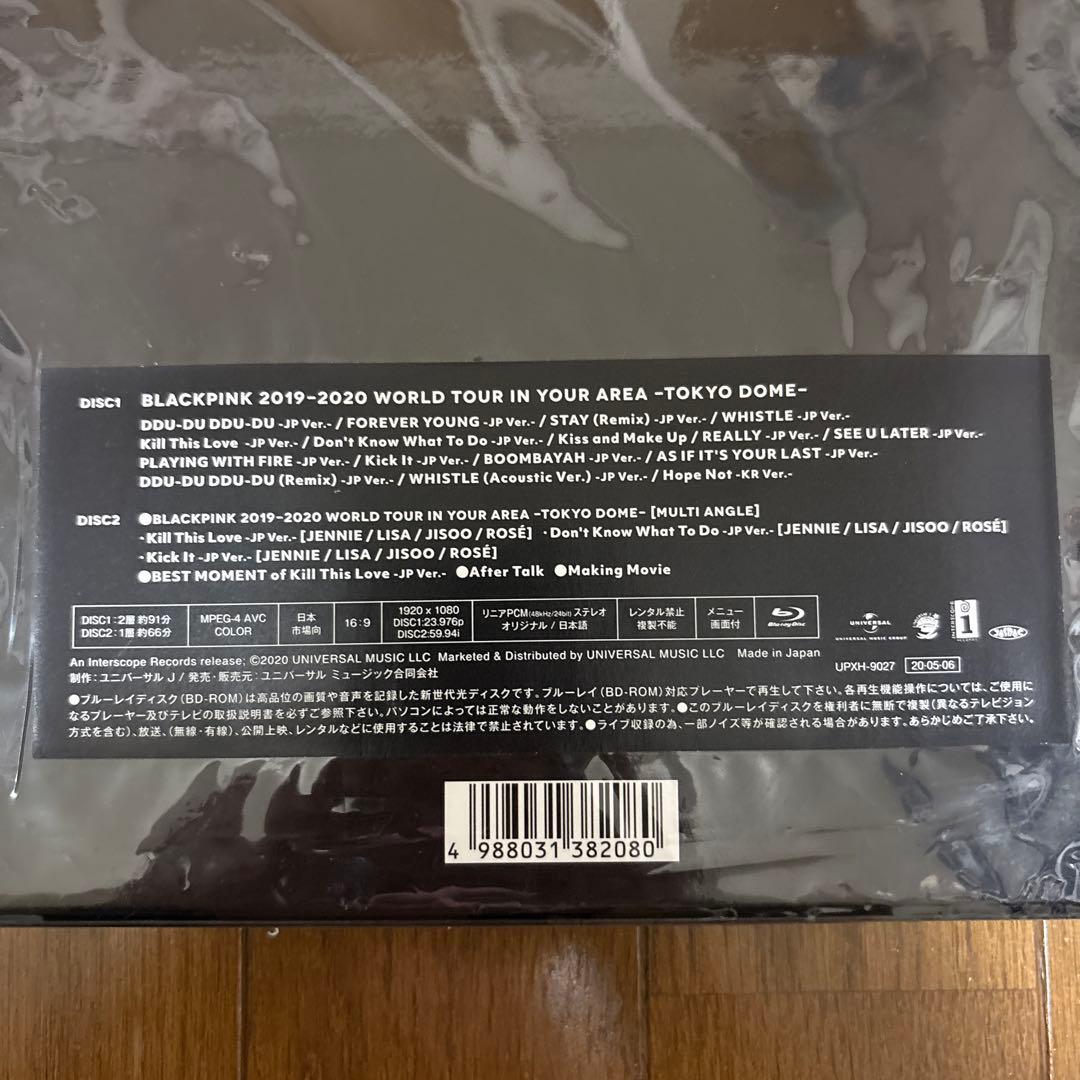 DISC1 BLACKPINK 2019-2020 WORLD TOUR IN YOUR AREA -TOKYO DOME-
DDU-DU DDU-DU -JP Ver.- / FOREVER YOUNG -JP Ver.- / STAY (Remix) -JP Ver.- / WHISTLE -JP Ver.-
Kill This Love -JP Ver.- / Don't Know What To Do -JP Ver.- / Kiss and Make Up / REALLY -JP Ver.- / SEE U LATER -JP Ver.-
PLAYING WITH FIRE -JP Ver.- / Kick It -JP Ver.- / BOOMBAYAH -JP Ver.- / AS IF IT'S YOUR LAST -JP Ver.-
DDU-DU DDU-DU (Remix) -JP Ver.- / WHISTLE (Acoustic Ver.) -JP Ver.- / Hope Not -KR Ver.-
DISC2 ●BLACKPINK 2019-2020 WORLD TOUR IN YOUR AREA -TOKYO DOME- [MULTI ANGLE]
・Kill This Love -JP Ver.- [JENNIE / LISA / JISOO / ROSÉ] ・Don't Know What To Do -JP Ver.- [JENNIE / LISA / JISOO / ROSÉ]
・Kick It -JP Ver.- [JENNIE / LISA / JISOO / ROSÉ]
●BEST MOMENT of Kill This Love -JP Ver.- ●After Talk ●Making Movie
DISC1:2層 約91分
DISC2:1層 約66分
MPEG-4 AVC
COLOR
日本
市場向
16:9
1920 x 1080
DISC1:23.976p
DISC2:59.94i
リニアPCM(48kHz/24bit) ステレオ
オリジナル / 日本語
レンタル禁止
複製不能
メニュー
画面付
Blu-ray Disc
UNIVERSAL
UNIVERSAL MUSIC GROUP
INTERSCOPE
An Interscope Records release; ©2020 UNIVERSAL MUSIC LLC Marketed & Distributed by UNIVERSAL MUSIC LLC Made in Japan
制作:ユニバーサル J / 発売・販売元:ユニバーサル ミュージック合同会社
UPXH-9027 20・05・06
●ブルーレイディスク(BD-ROM)は高品位の画質や音声を記録した新世代光ディスクです。ブルーレイ(BD-ROM)対応プレーヤーで再生して下さい。各再生機能操作については、ご使用に
なるプレーヤー及びテレビの取扱説明書を必ずご参照下さい。パソコンによっては正常な動作をしないことがあります。●このブルーレイディスクを権利者に無断で複製(異なるテレビジョン
方式を含む)、放送、(無線・有線)、公開上映、レンタルなどに使用することは法律で禁止されています。●ライブ収録の為、一部ノイズ等が確認される場合があります。あらかじめご了承下さい。
4 988031 382080